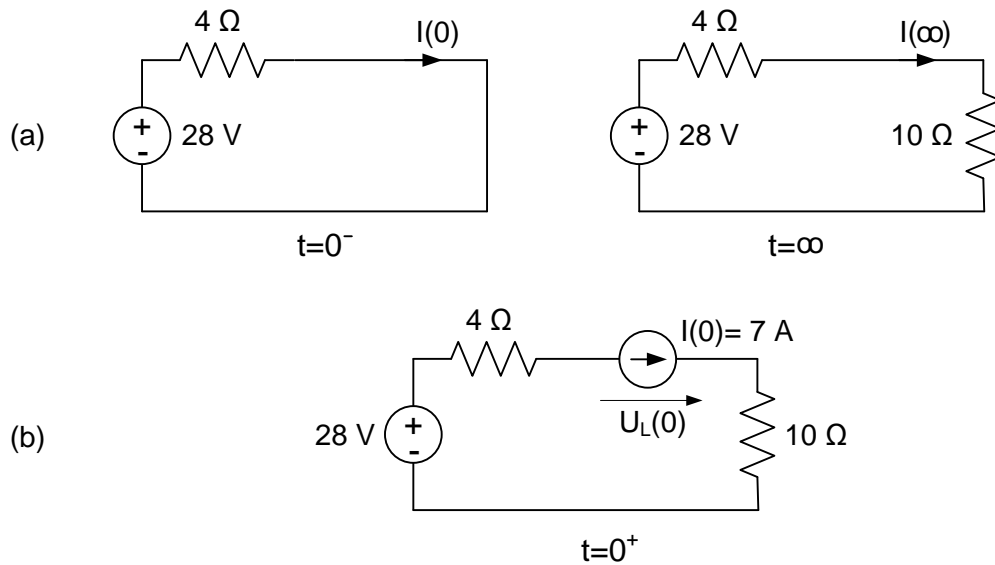 4 Ω I(0)
(a) + - 28 V
t=0⁻
4 Ω I(∞)
+ - 28 V 10 Ω
t=∞
4 Ω I(0)= 7 A
U_L(0)
(b) 28 V + - 10 Ω
t=0⁺